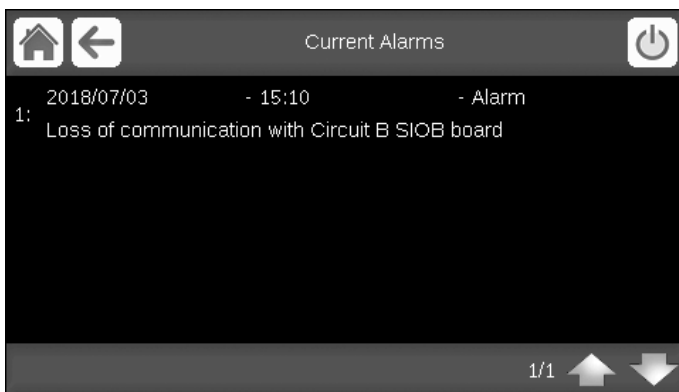 Current Alarms
2018/07/03 - 15:10 - Alarm
1:
Loss of communication with Circuit B SIOB board
1/1